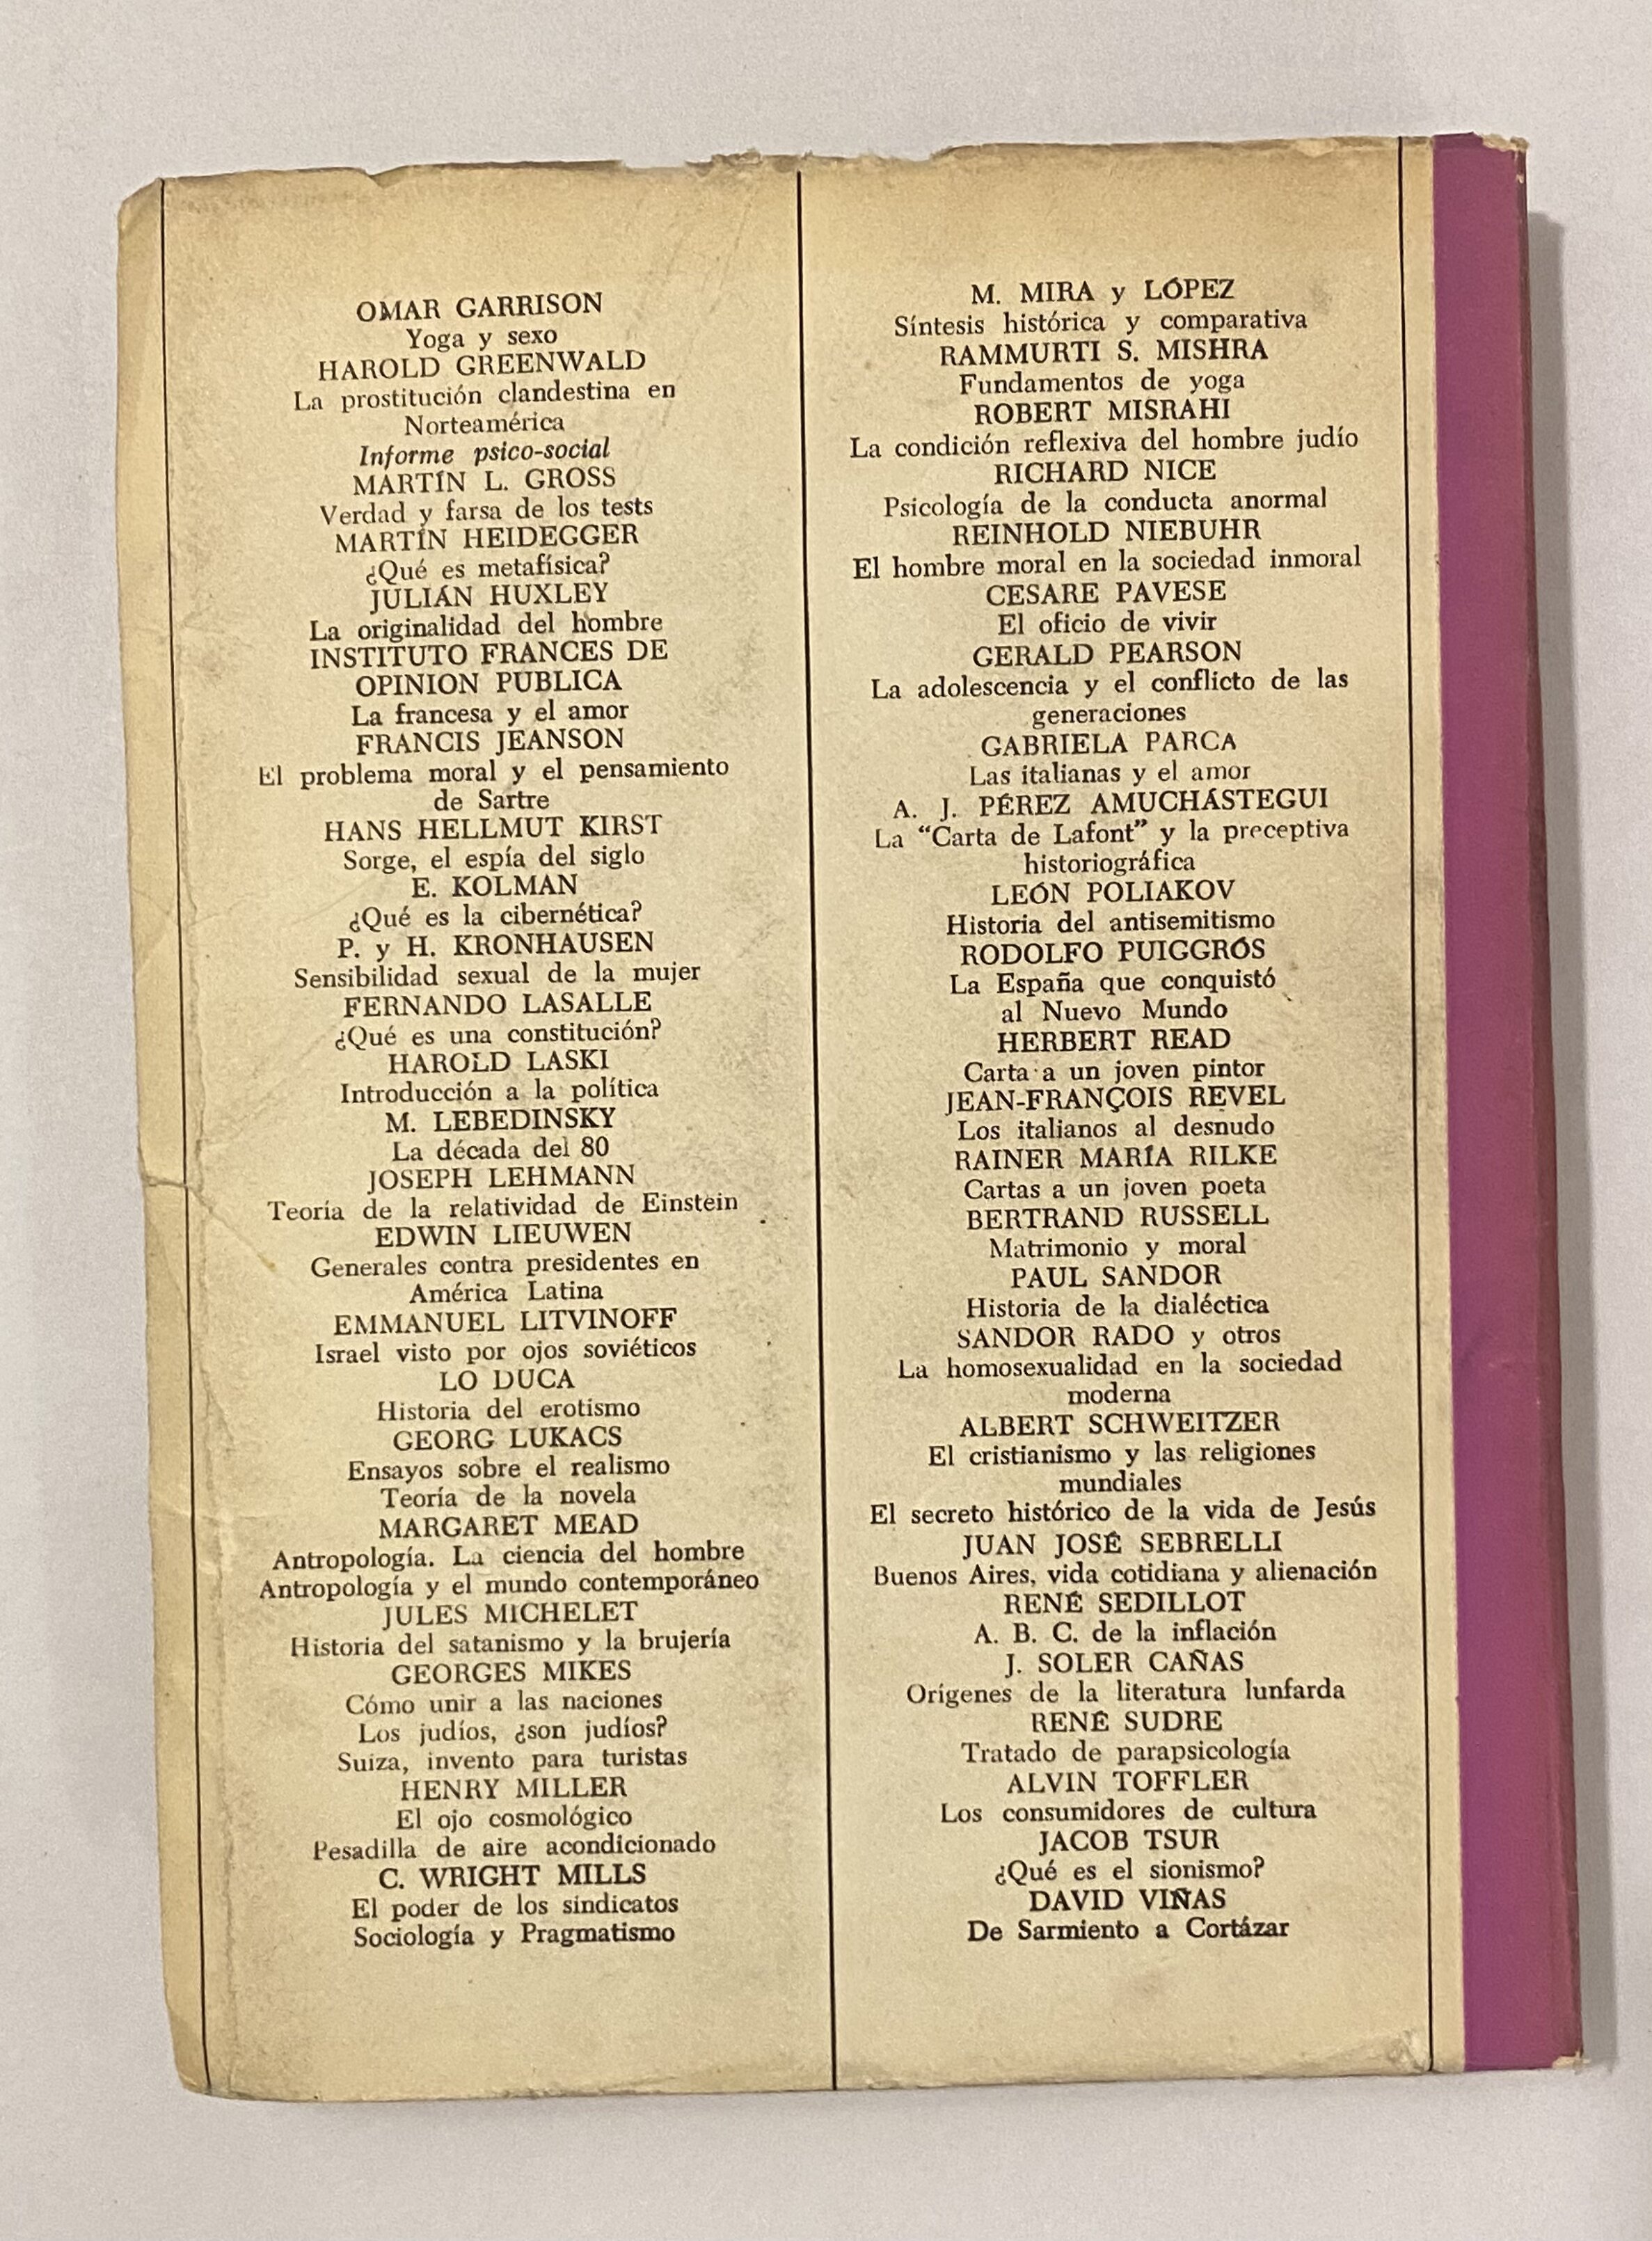 OMAR GARRISON
Yoga y sexo
HAROLD GREENWALD
La prostitución clandestina en
Norteamérica
Informe psico-social
MARTÍN L. GROSS
Verdad y farsa de los tests
MARTÍN HEIDEGGER
¿Qué es metafísica?
JULIÁN HUXLEY
La originalidad del hombre
INSTITUTO FRANCES DE
OPINION PUBLICA
La francesa y el amor
FRANCIS JEANSON
El problema moral y el pensamiento
de Sartre
HANS HELLMUT KIRST
Sorge, el espía del siglo
E. KOLMAN
¿Qué es la cibernética?
P. y H. KRONHAUSEN
Sensibilidad sexual de la mujer
FERNANDO LASALLE
¿Qué es una constitución?
HAROLD LASKI
Introducción a la política
M. LEBEDINSKY
La década del 80
JOSEPH LEHMANN
Teoría de la relatividad de Einstein
EDWIN LIEUWEN
Generales contra presidentes en
América Latina
EMMANUEL LITVINOFF
Israel visto por ojos soviéticos
LO DUCA
Historia del erotismo
GEORG LUKACS
Ensayos sobre el realismo
Teoría de la novela
MARGARET MEAD
Antropología. La ciencia del hombre
Antropología y el mundo contemporáneo
JULES MICHELET
Historia del satanismo y la brujería
GEORGES MIKES
Cómo unir a las naciones
Los judíos, ¿son judíos?
Suiza, invento para turistas
HENRY MILLER
El ojo cosmológico
Pesadilla de aire acondicionado
C. WRIGHT MILLS
El poder de los sindicatos
Sociología y Pragmatismo
M. MIRA y LÓPEZ
Síntesis histórica y comparativa
RAMMURTI S. MISHRA
Fundamentos de yoga
ROBERT MISRAHI
La condición reflexiva del hombre judío
RICHARD NICE
Psicología de la conducta anormal
REINHOLD NIEBUHR
El hombre moral en la sociedad inmoral
CESARE PAVESE
El oficio de vivir
GERALD PEARSON
La adolescencia y el conflicto de las
generaciones
GABRIELA PARCA
Las italianas y el amor
A. J. PÉREZ AMUCHÁSTEGUI
La “Carta de Lafont” y la preceptiva
historiográfica
LEÓN POLIAKOV
Historia del antisemitismo
RODOLFO PUIGGRÓS
La España que conquistó
al Nuevo Mundo
HERBERT READ
Carta a un joven pintor
JEAN-FRANÇOIS REVEL
Los italianos al desnudo
RAINER MARÍA RILKE
Cartas a un joven poeta
BERTRAND RUSSELL
Matrimonio y moral
PAUL SANDOR
Historia de la dialéctica
SANDOR RADO y otros
La homosexualidad en la sociedad
moderna
ALBERT SCHWEITZER
El cristianismo y las religiones
mundiales
El secreto histórico de la vida de Jesús
JUAN JOSÉ SEBRELLI
Buenos Aires, vida cotidiana y alienación
RENÉ SEDILLOT
A. B. C. de la inflación
J. SOLER CAÑAS
Orígenes de la literatura lunfarda
RENÉ SUDRE
Tratado de parapsicología
ALVIN TOFFLER
Los consumidores de cultura
JACOB TSUR
¿Qué es el sionismo?
DAVID VIÑAS
De Sarmiento a Cortázar